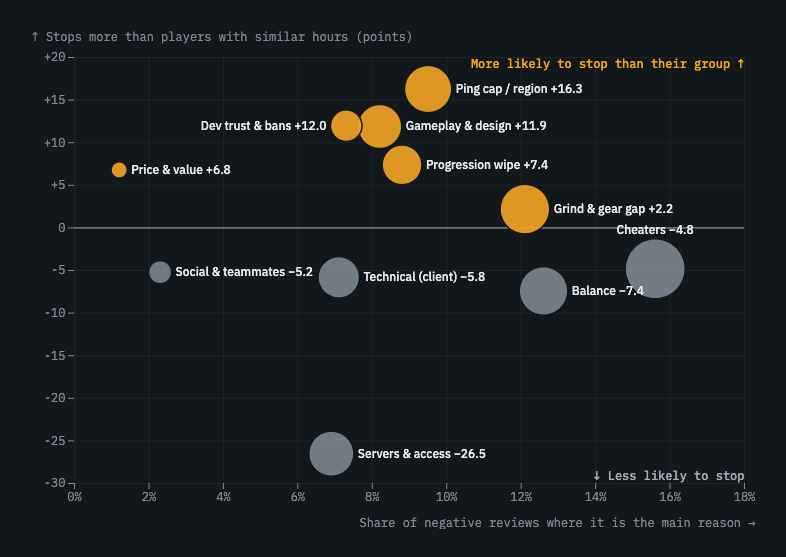 ↑ Stops more than players with similar hours (points)
+20
More likely to stop than their group ↑
Ping cap / region +16.3
+15
Dev trust & bans +12.0
Gameplay & design +11.9
+10
Progression wipe +7.4
Price & value +6.8
+5
Grind & gear gap +2.2
0
Cheaters −4.8
-5
Social & teammates −5.2
Technical (client) −5.8
Balance −7.4
-10
-15
-20
-25
Servers & access −26.5
↓ Less likely to stop
-30
0% 2% 4% 6% 8% 10% 12% 14% 16% 18%
Share of negative reviews where it is the main reason →